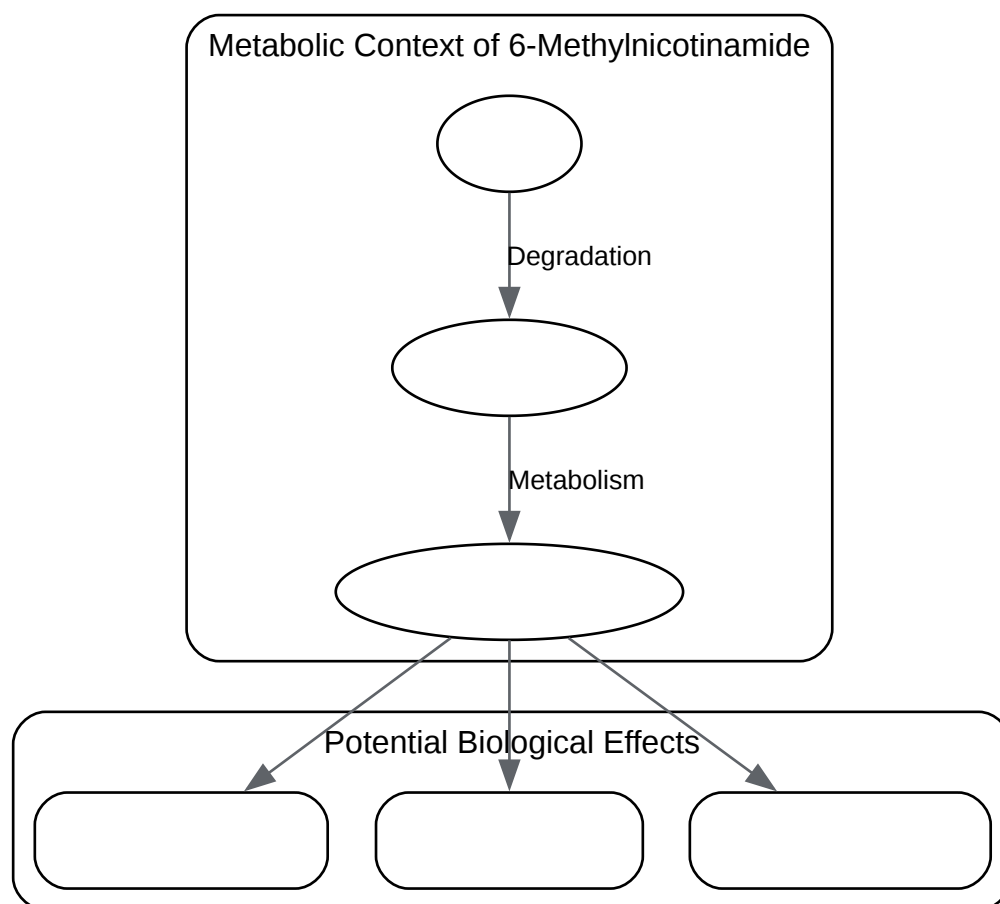 Metabolic Context of 6-Methylnicotinamide
Degradation
Metabolism
Potential Biological Effects